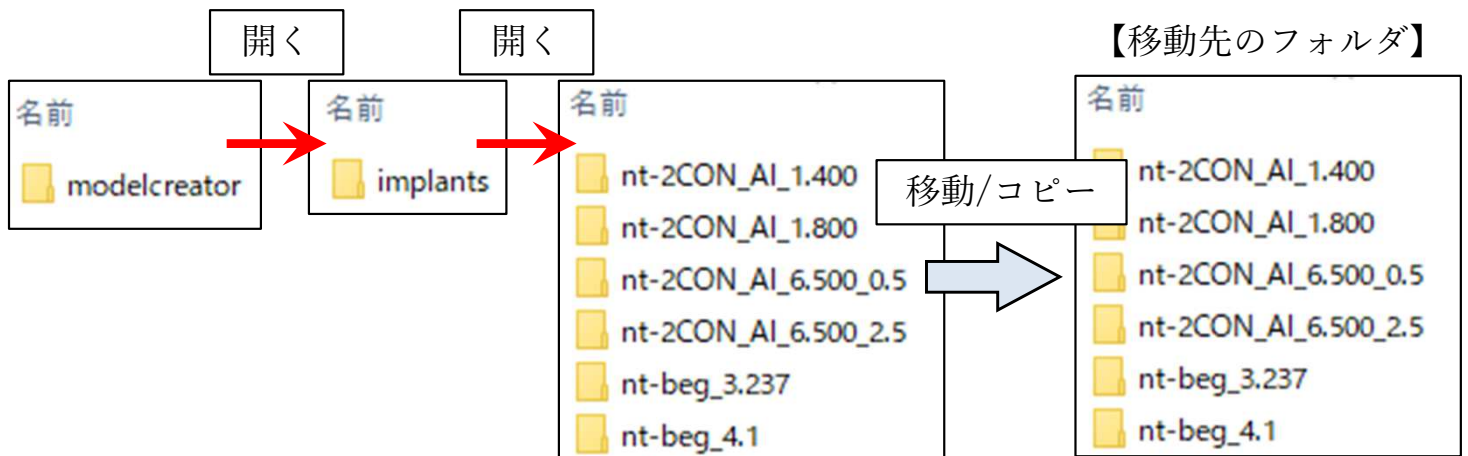 開く
開く
【移動先のフォルダ】
名前
modelcreator
名前
implants
名前
nt-2CON_AI_1.400
nt-2CON_AI_1.800
nt-2CON_AI_6.500_0.5
nt-2CON_AI_6.500_2.5
nt-beg_3.237
nt-beg_4.1
移動/コピー
名前
nt-2CON_AI_1.400
nt-2CON_AI_1.800
nt-2CON_AI_6.500_0.5
nt-2CON_AI_6.500_2.5
nt-beg_3.237
nt-beg_4.1